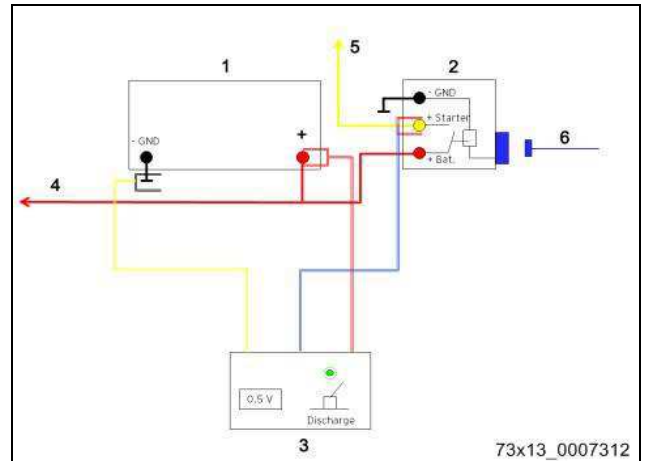 5
1
2
- GND
+ Starter
+ Bat.
6
- GND
+
4
0,5 V
Discharge
3
73x13_0007312